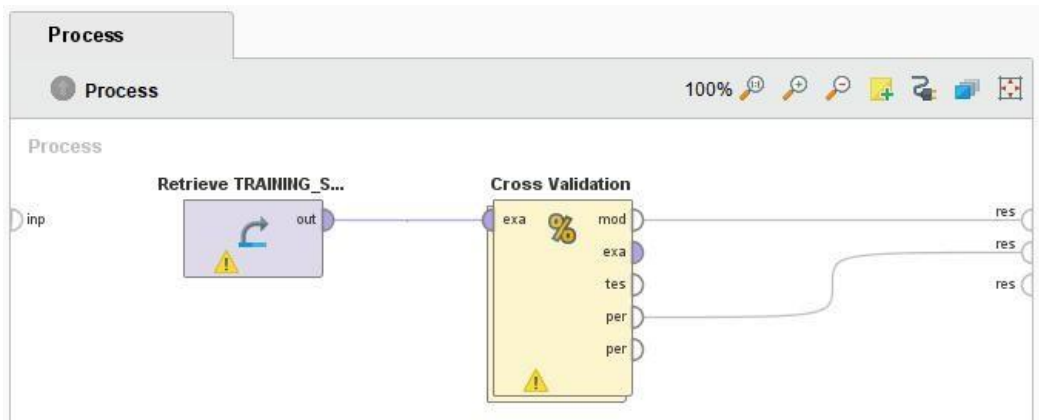 Process
Process
100%
Process
Retrieve TRAINING_S...
Cross Validation
inp
out
exa
%
mod
exa
tes
per
per
res
res
res